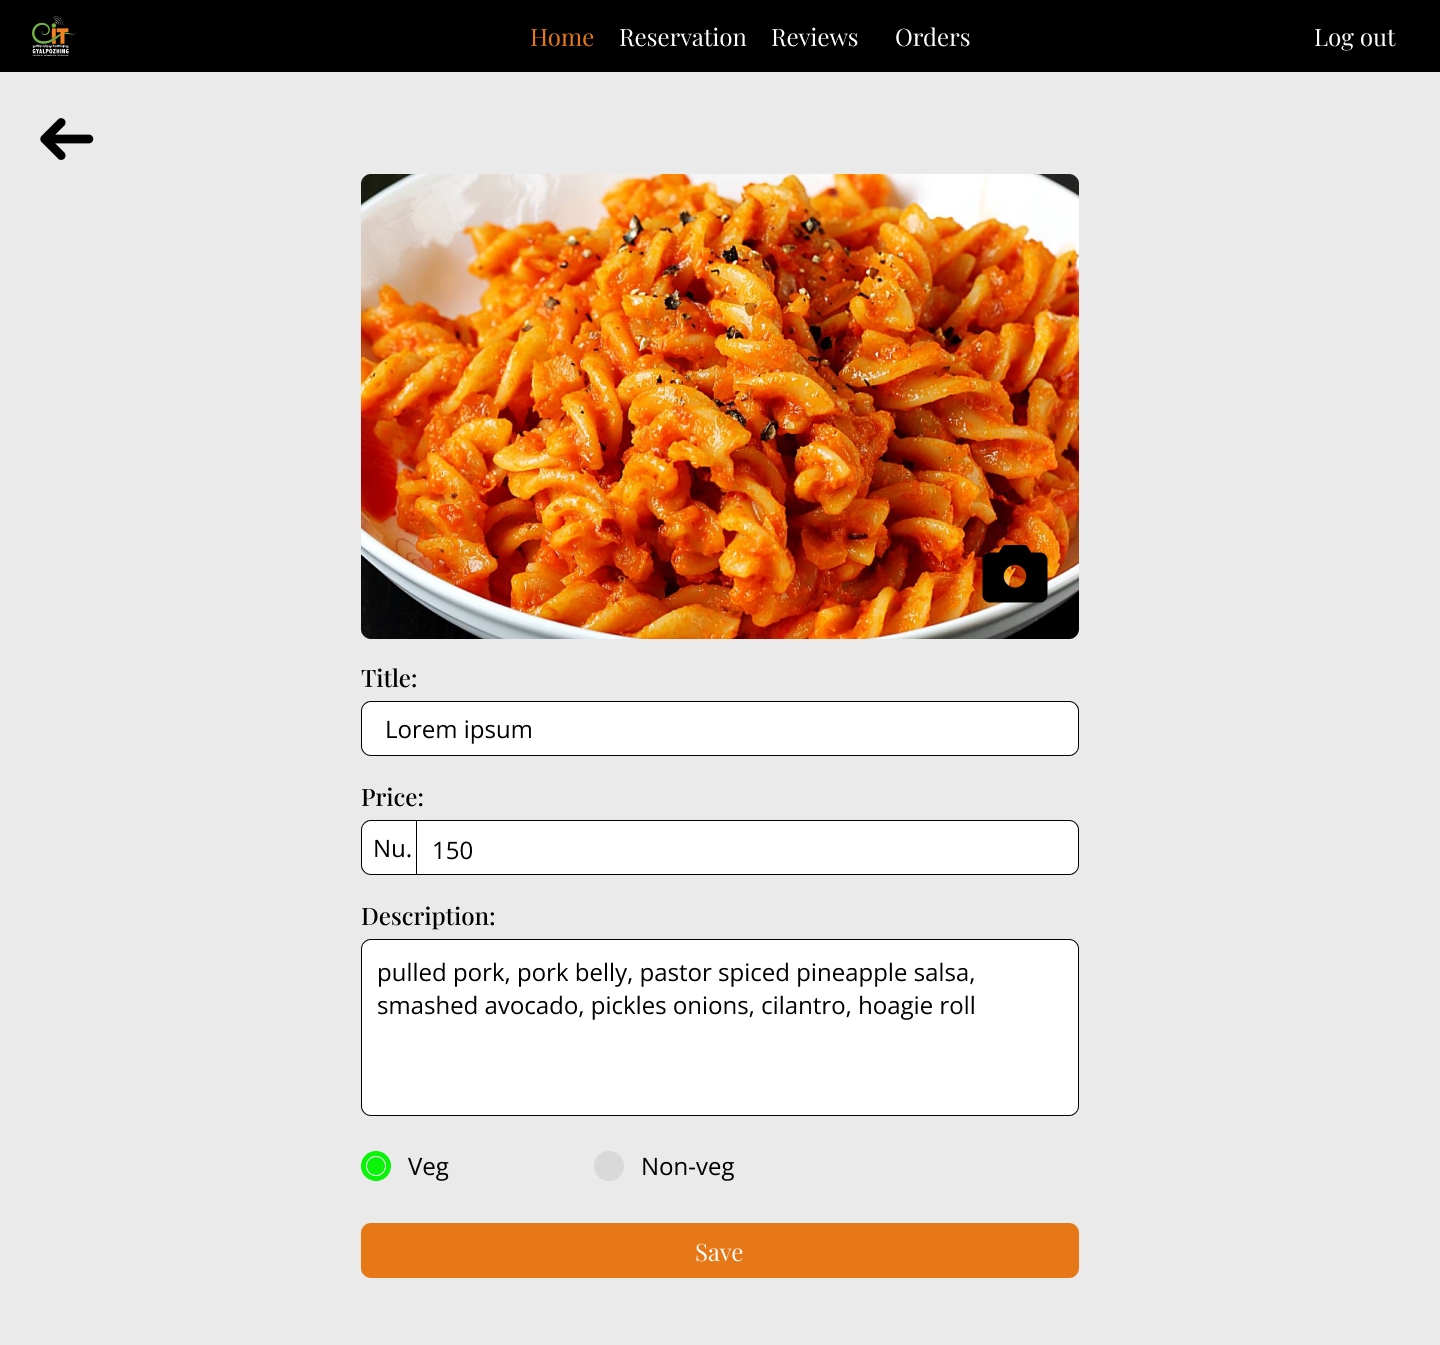 CiT
GYALPOZHING
Home Reservation Reviews Orders Log out
Title:
Lorem ipsum
Price:
Nu. 150
Description:
pulled pork, pork belly, pastor spiced pineapple salsa,
smashed avocado, pickles onions, cilantro, hoagie roll
Veg Non-veg
Save